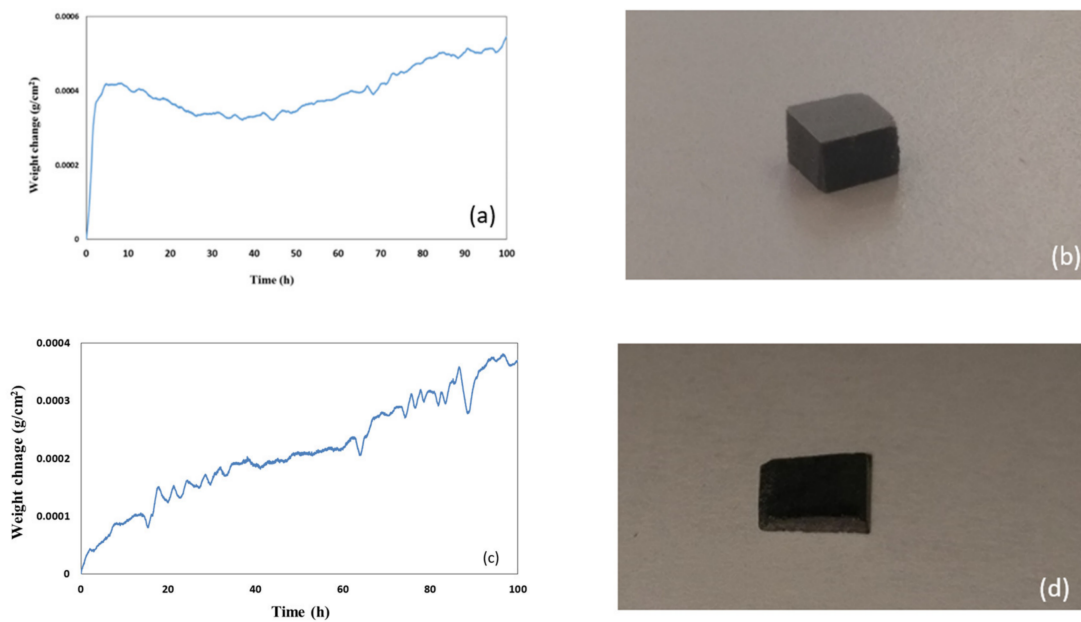 0.0006
0.0004
0.0002
0
Weight change (g/cm²)
0 10 20 30 40 50 60 70 80 90 100
Time (h)
(a)
(b)
0.0004
0.0003
0.0002
0.0001
0
Weight chnage (g/cm²)
0 20 40 60 80 100
Time (h)
(c)
(d)